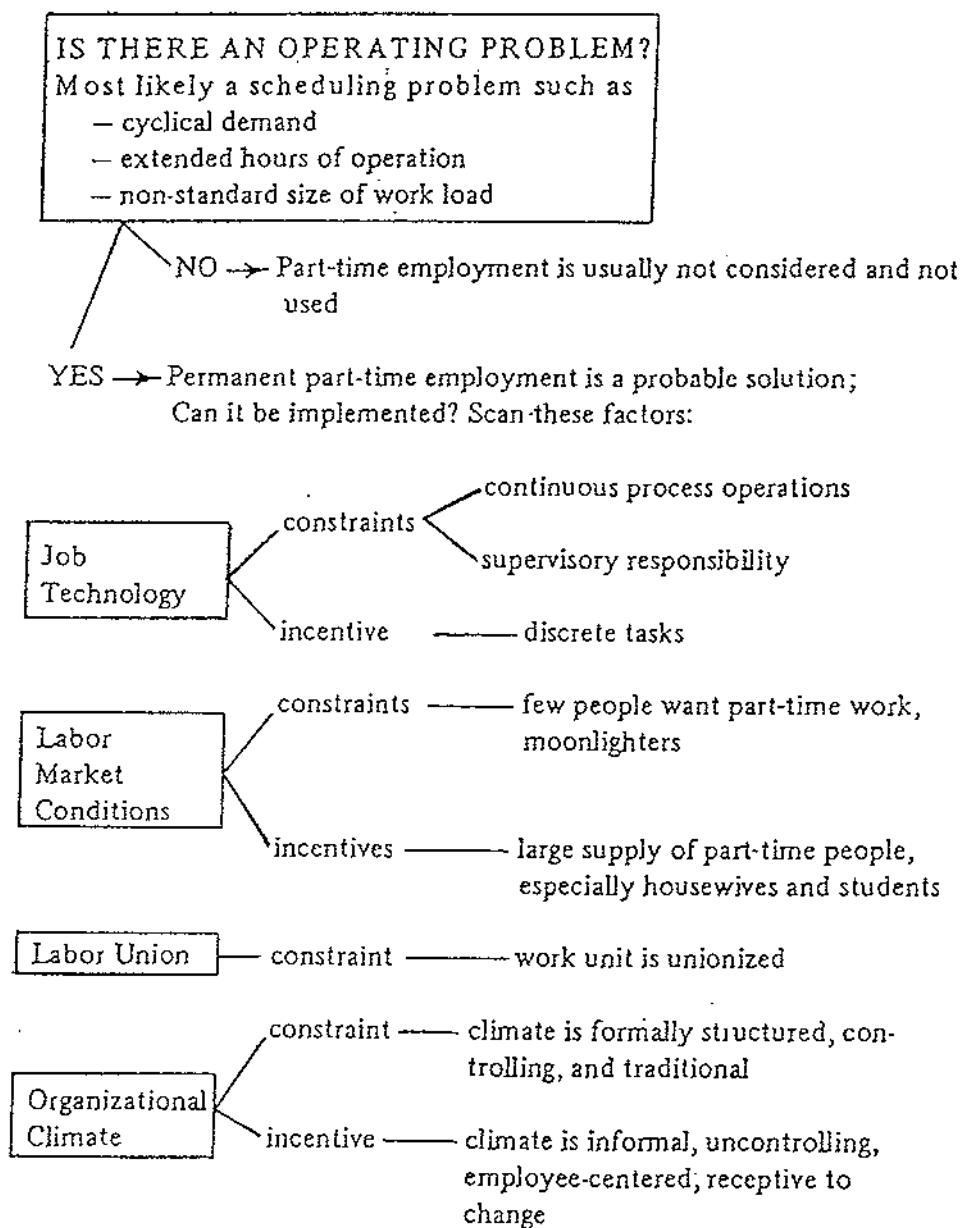 IS THERE AN OPERATING PROBLEM?
Most likely a scheduling problem such as
— cyclical demand
— extended hours of operation
— non-standard size of work load
NO → Part-time employment is usually not considered and not
used
YES → Permanent part-time employment is a probable solution;
Can it be implemented? Scan these factors:
Job
Technology
constraints
continuous process operations
supervisory responsibility
incentive — discrete tasks
Labor
Market
Conditions
constraints — few people want part-time work,
moonlighters
incentives — large supply of part-time people,
especially housewives and students
Labor Union — constraint — work unit is unionized
Organizational
Climate
constraint — climate is formally structured, con-
trolling, and traditional
incentive — climate is informal, uncontrolling,
employee-centered, receptive to
change